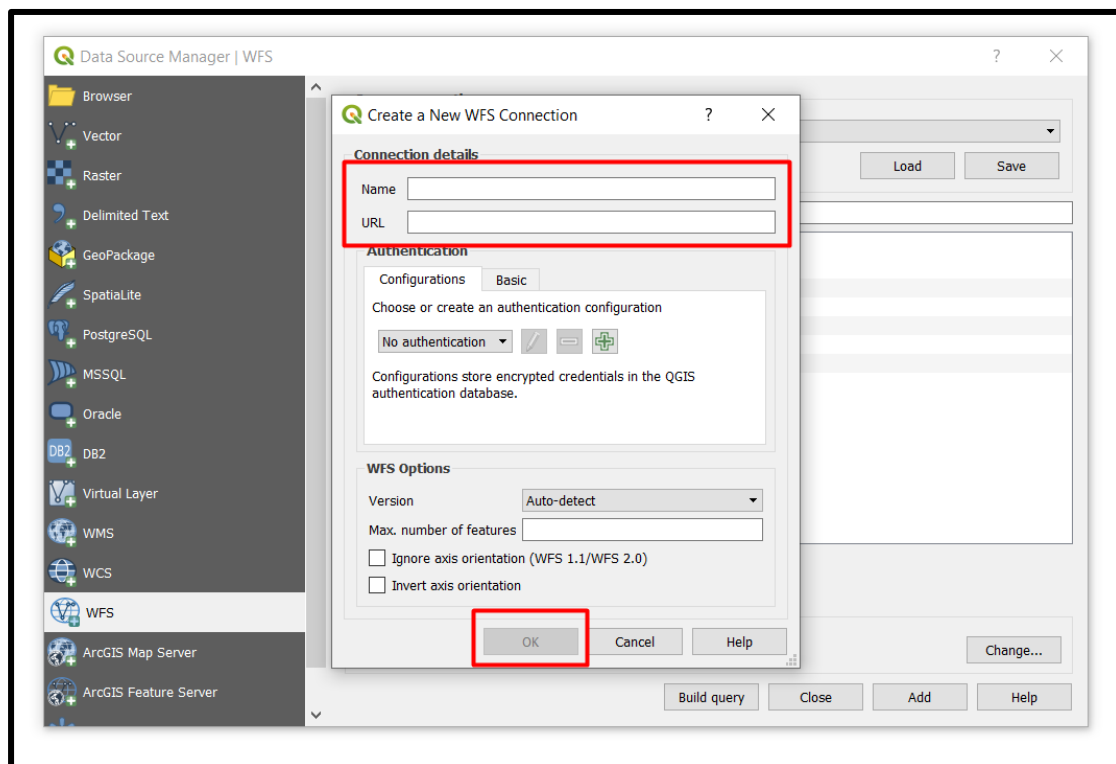 Data Source Manager | WFS
?
Browser
Vector
Raster
Delimited Text
GeoPackage
SpatiaLite
PostgreSQL
MSSQL
Oracle
DB2
DB2
Virtual Layer
WMS
WCS
WFS
ArcGIS Map Server
ArcGIS Feature Server
Create a New WFS Connection
?
Connection details
Name
URL
Authentication
Configurations
Basic
Choose or create an authentication configuration
No authentication
Configurations store encrypted credentials in the QGIS
authentication database.
WFS Options
Version
Auto-detect
Max. number of features
Ignore axis orientation (WFS 1.1/WFS 2.0)
Invert axis orientation
OK
Cancel
Help
Load
Save
Change...
Build query
Close
Add
Help